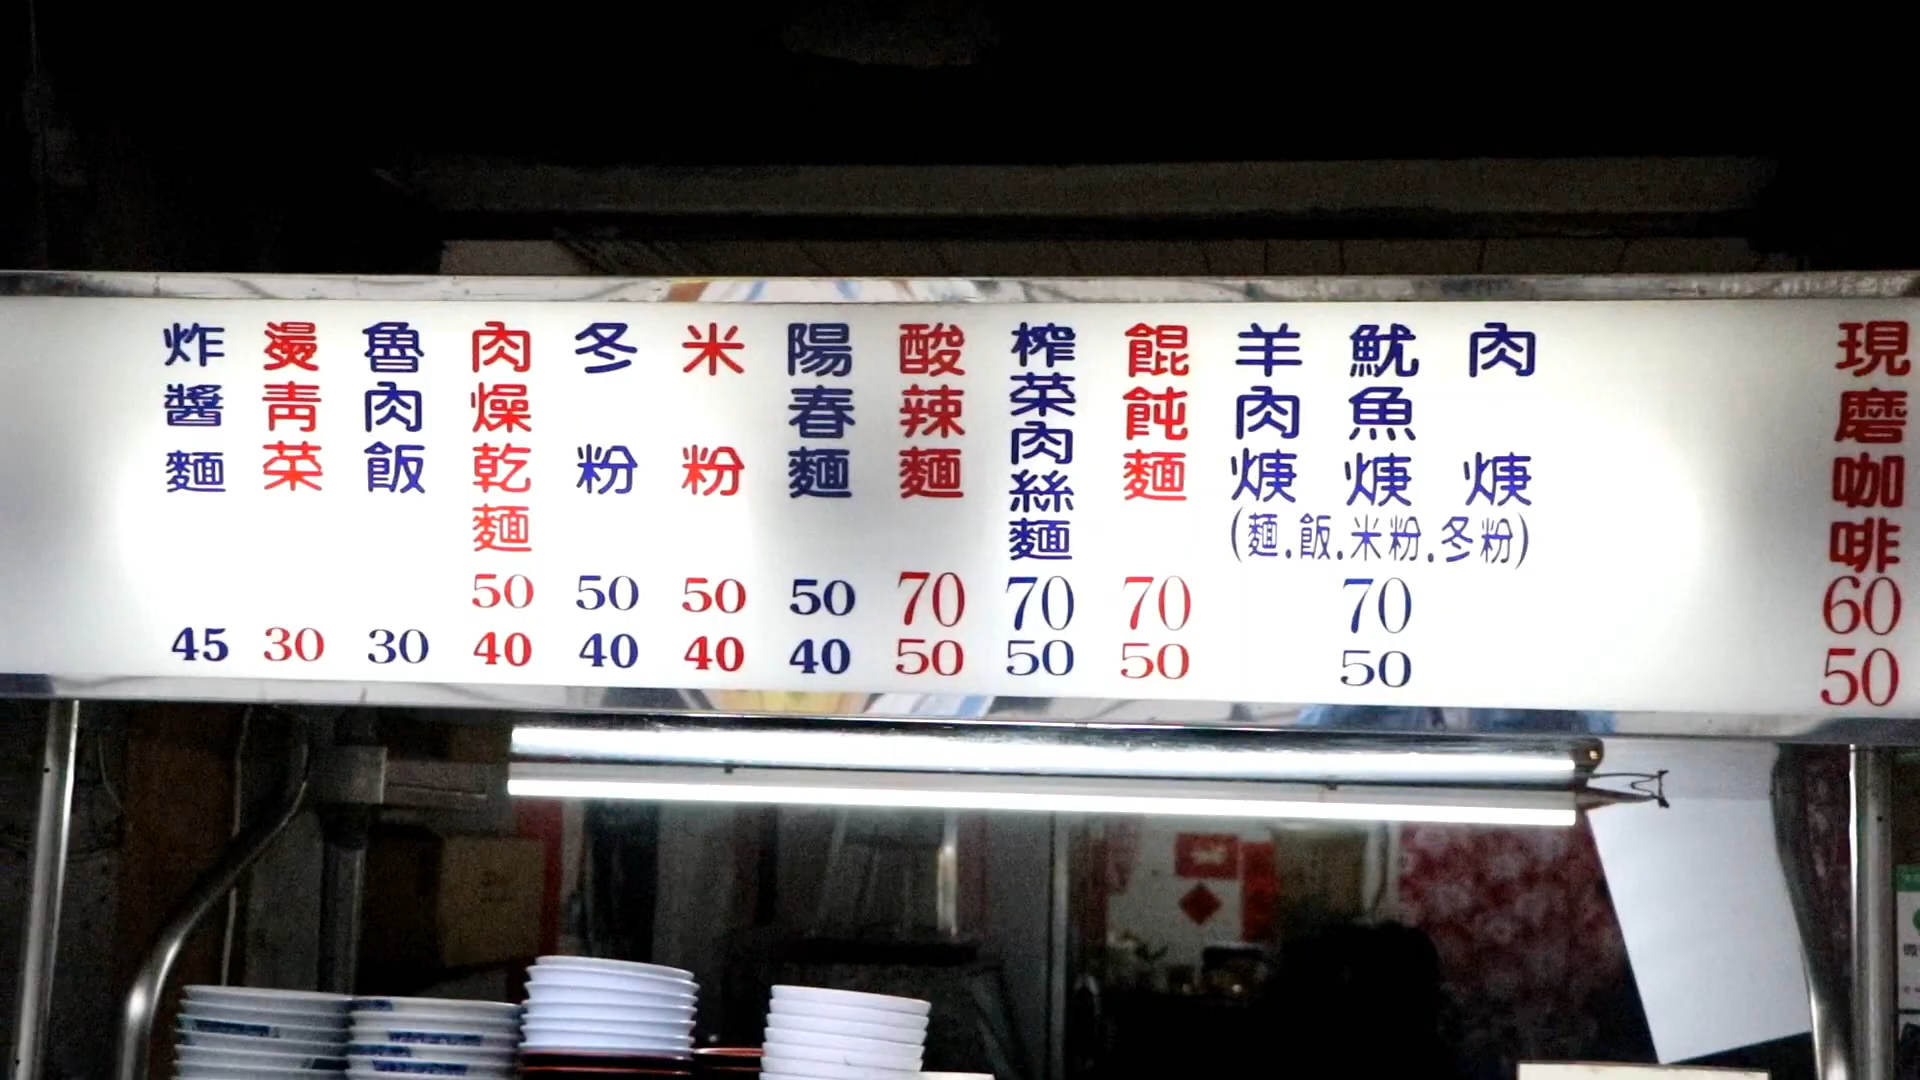 炸醬麵 45
燙青菜 30
魯肉飯 30
肉燥乾麵 50 40
冬粉 50 40
米粉 50 40
陽春麵 50 40
酸辣麵 70 50
榨菜肉絲麵 70 50
餛飩麵 70 50
羊肉焿
魷魚焿
肉焿
(麵.飯.米粉.冬粉)
70
50
現磨咖啡 60 50